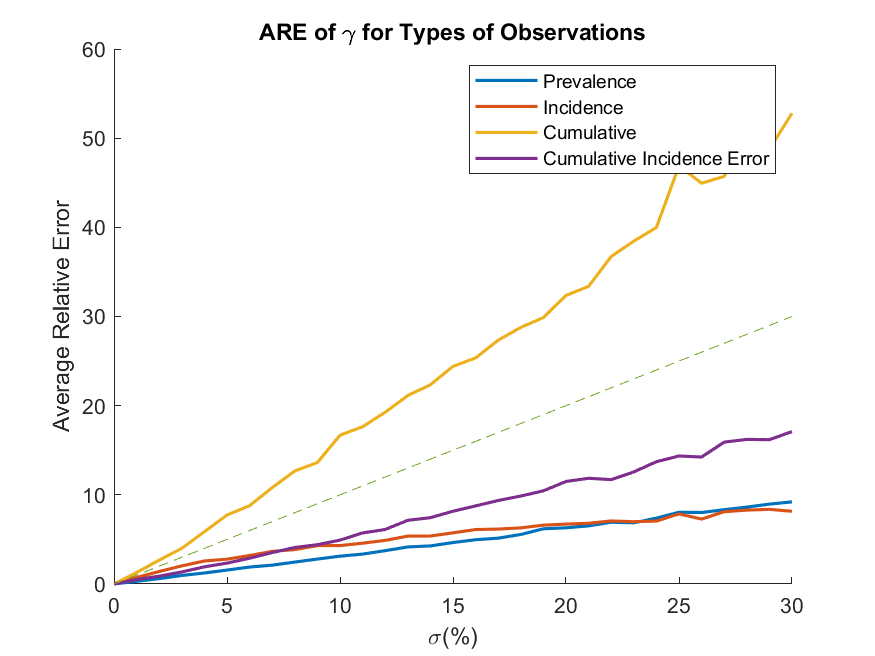 ARE of γ for Types of Observations
60
50
40
30
20
10
0
Average Relative Error
Prevalence
Incidence
Cumulative
Cumulative Incidence Error
0 5 10 15 20 25 30
σ(%)